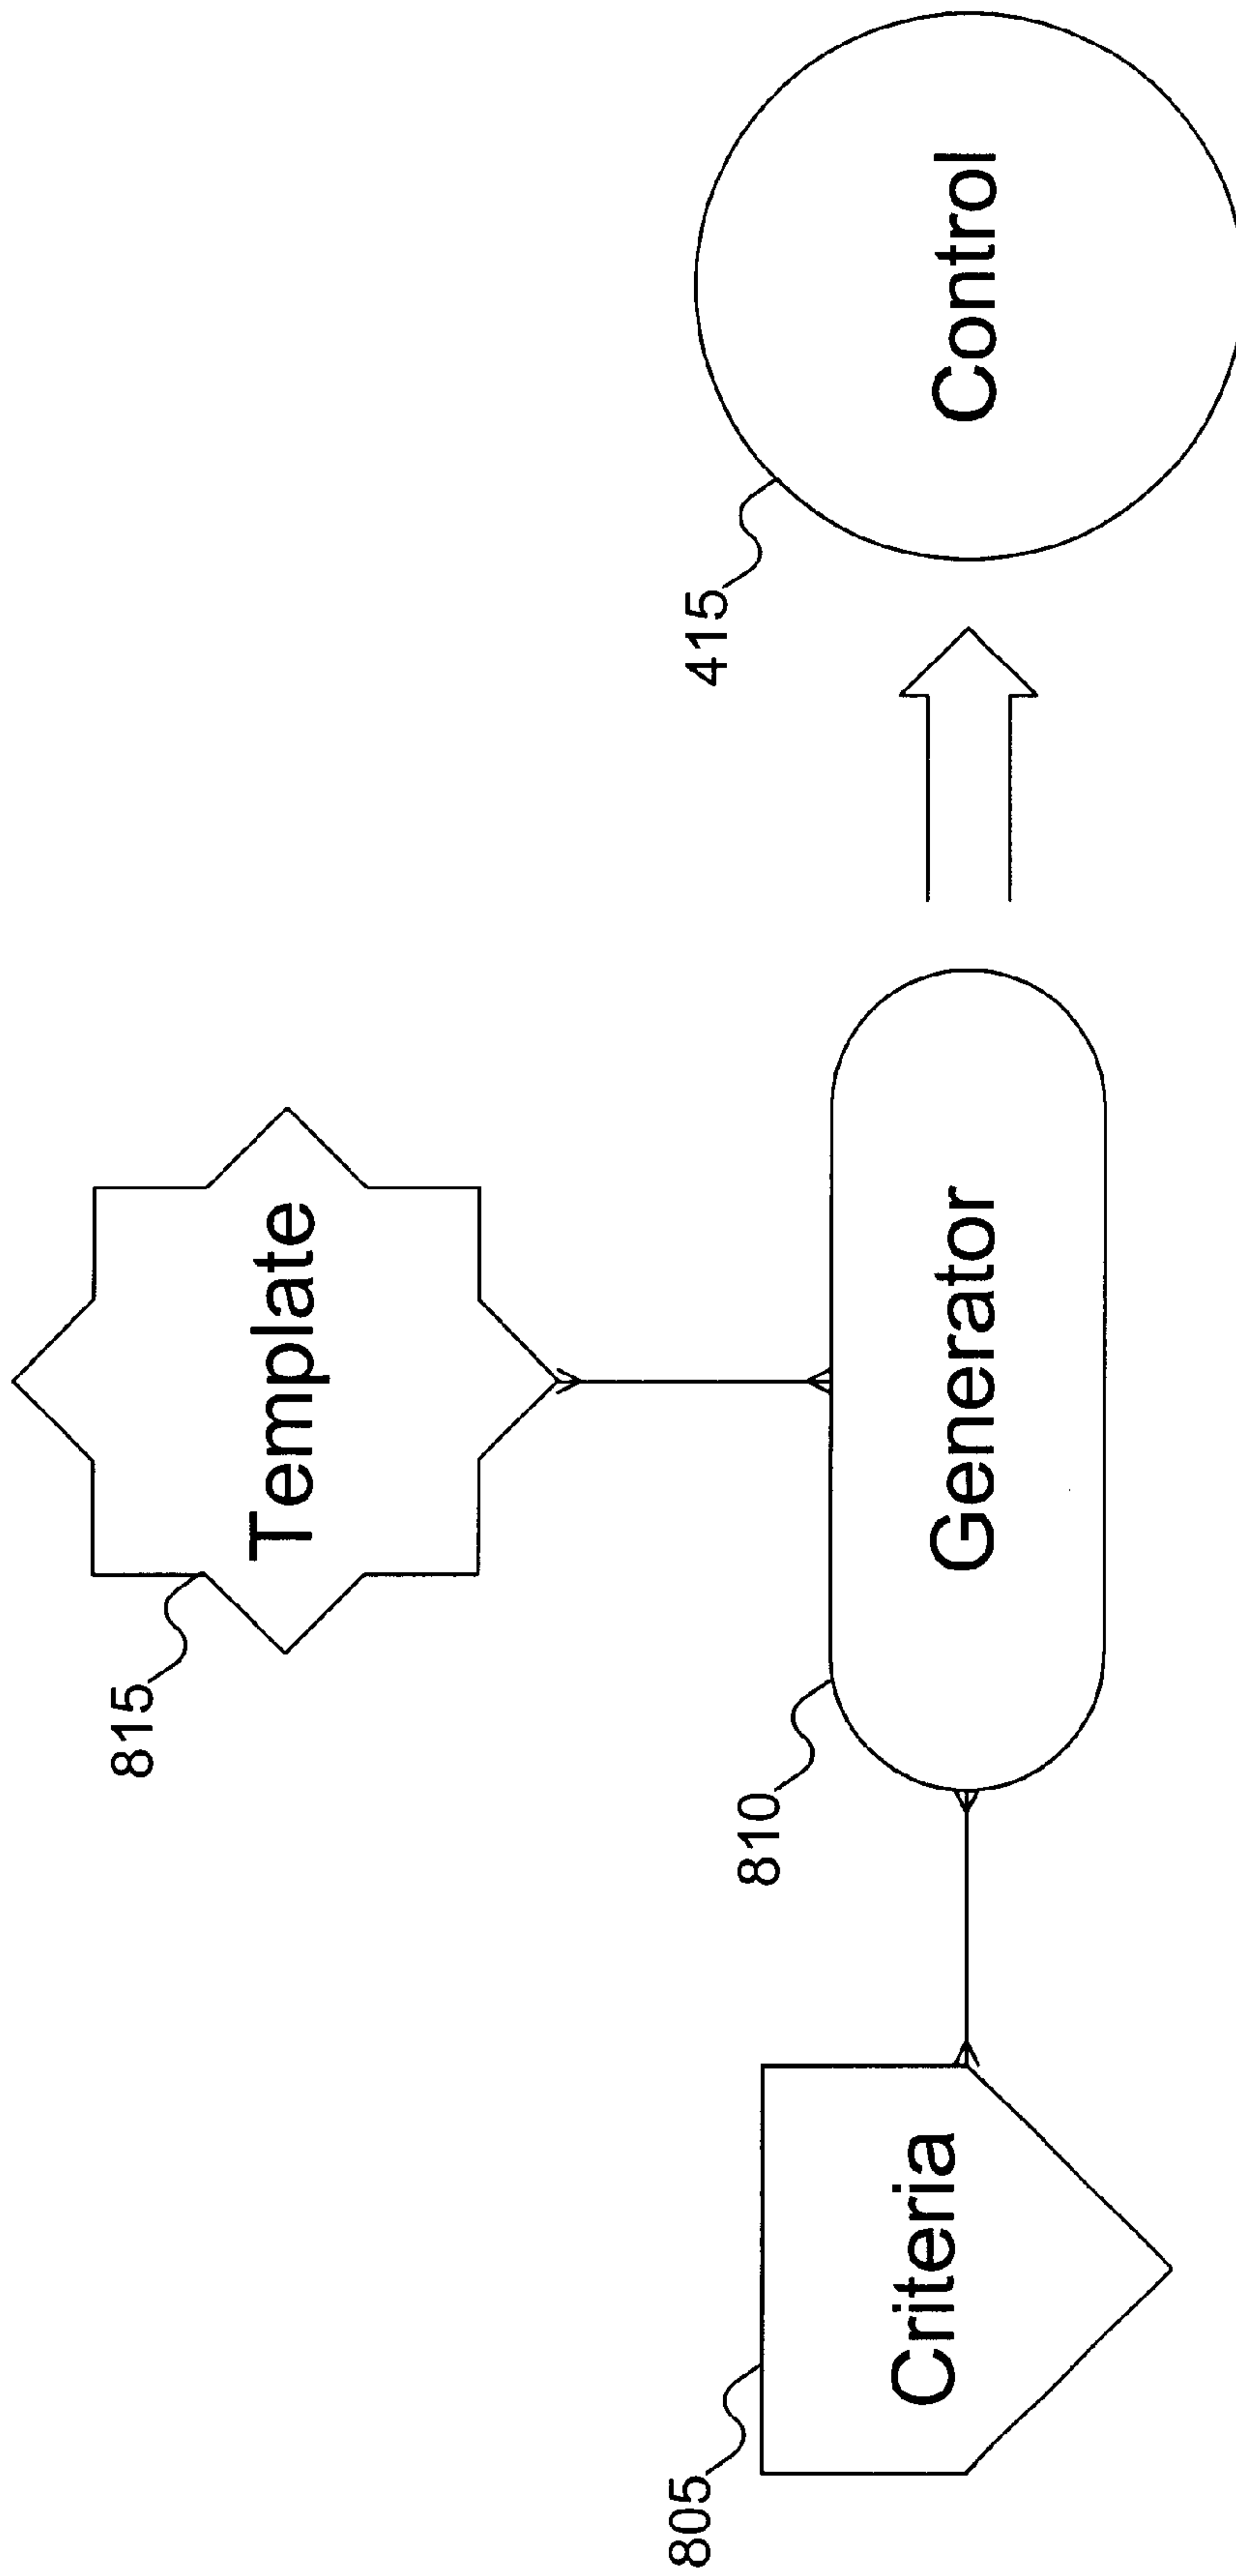 815
Template
805
Criteria
810
Generator
415
Control